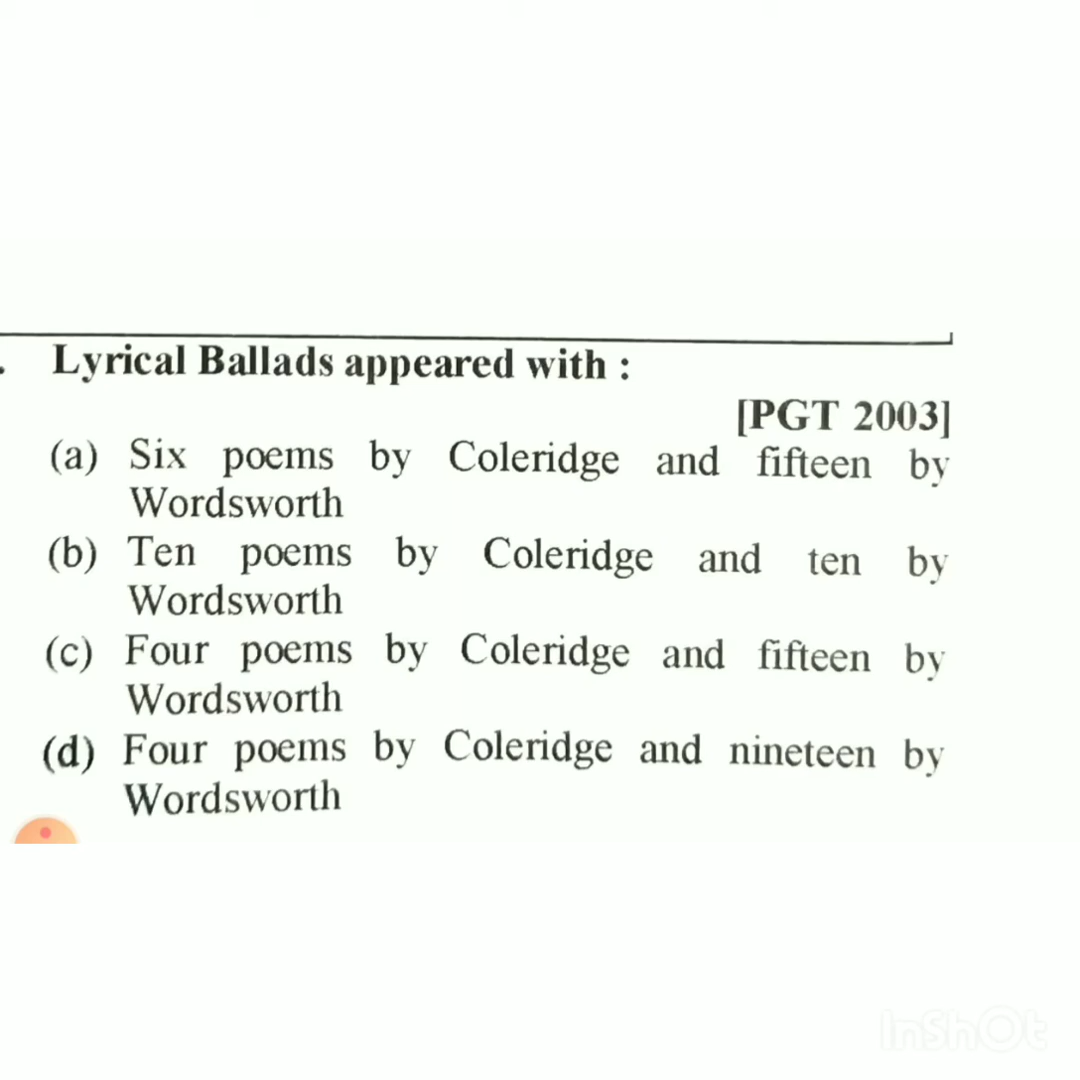 . Lyrical Ballads appeared with :
[PGT 2003]
(a) Six poems by Coleridge and fifteen by
Wordsworth
(b) Ten poems by Coleridge and ten by
Wordsworth
(c) Four poems by Coleridge and fifteen by
Wordsworth
(d) Four poems by Coleridge and nineteen by
Wordsworth
InShOt